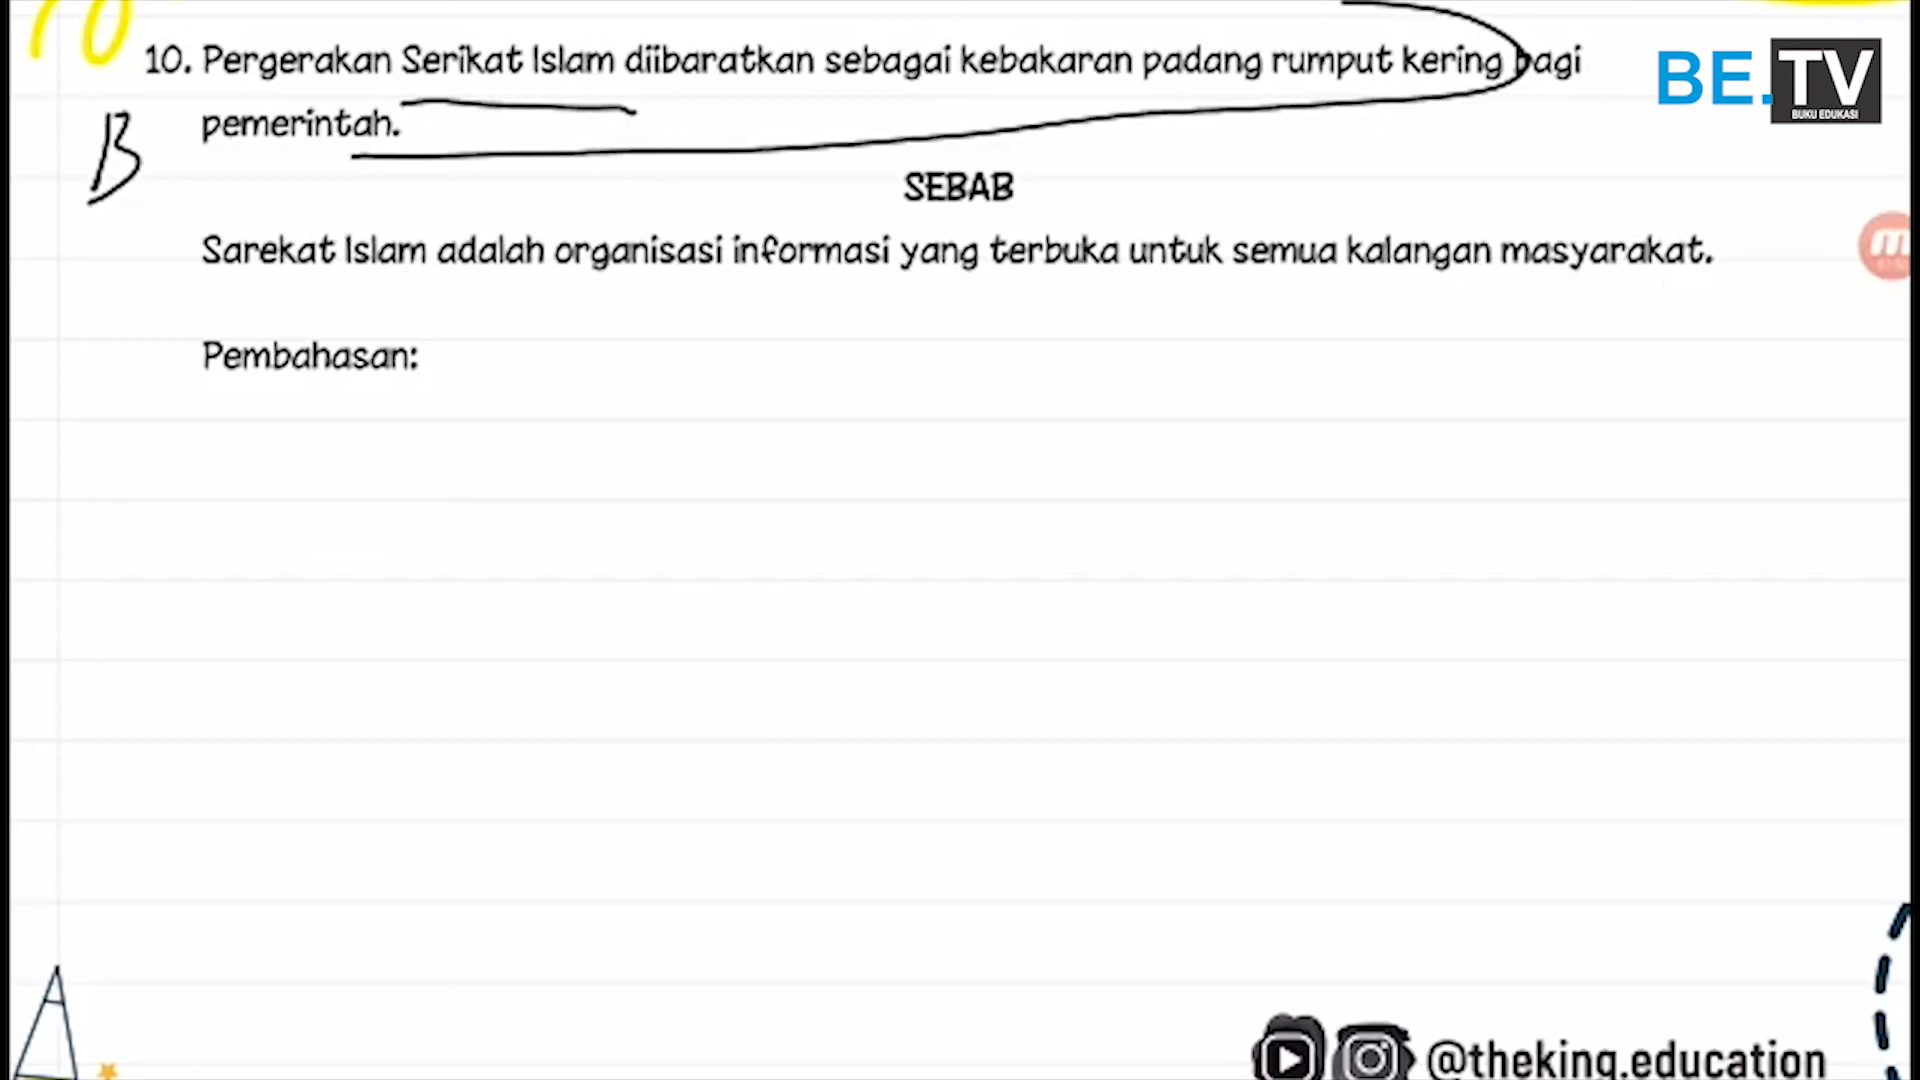 10. Pergerakan Serikat Islam diibaratkan sebagai kebakaran padang rumput kering bagi
pemerintah.
B
SEBAB
Sarekat Islam adalah organisasi informasi yang terbuka untuk semua kalangan masyarakat.
Pembahasan:
BE.TV
BUKU EDUKASI
@theking.education